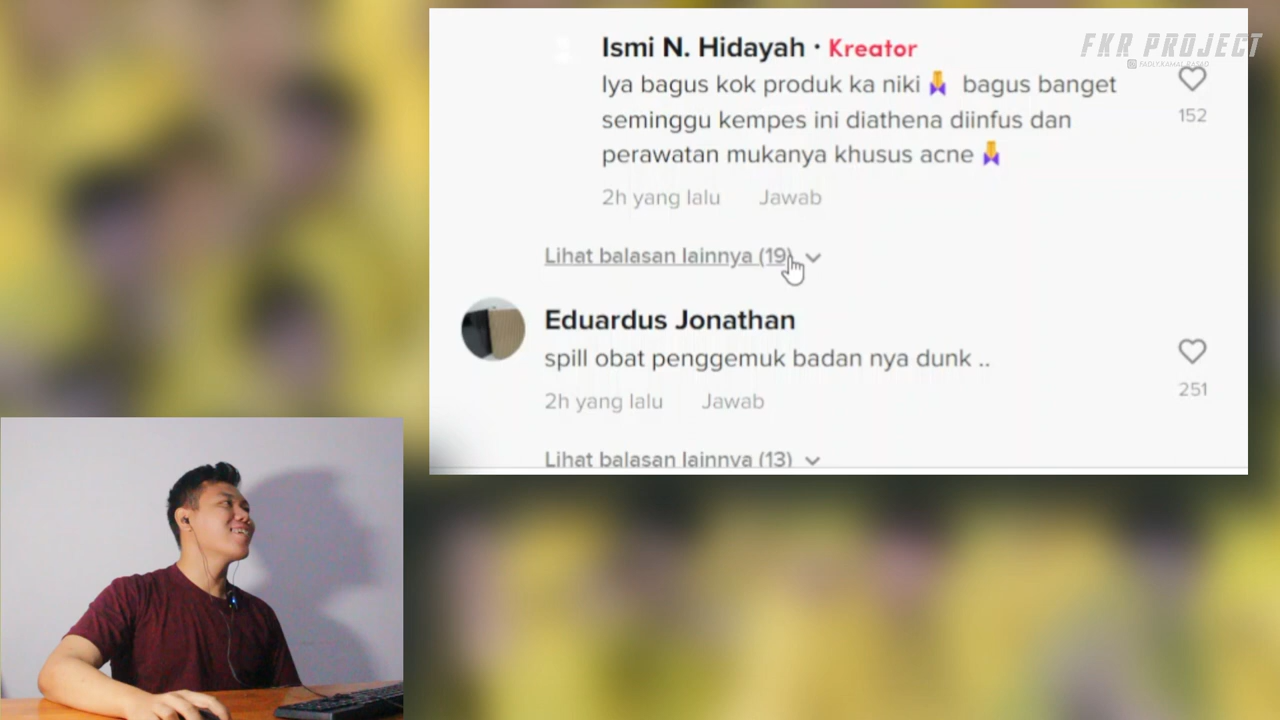 FKR PROJECT
Ismi N. Hidayah · Kreator
Iya bagus kok produk ka niki🙏 bagus banget
seminggu kempes ini diathena diinfus dan
perawatan mukanya khusus acne🙏
152
2h yang lalu Jawab
Lihat balasan lainnya (19)
Eduardus Jonathan
spill obat penggemuk badan nya dunk ..
251
2h yang lalu Jawab
Lihat balasan lainnya (13)